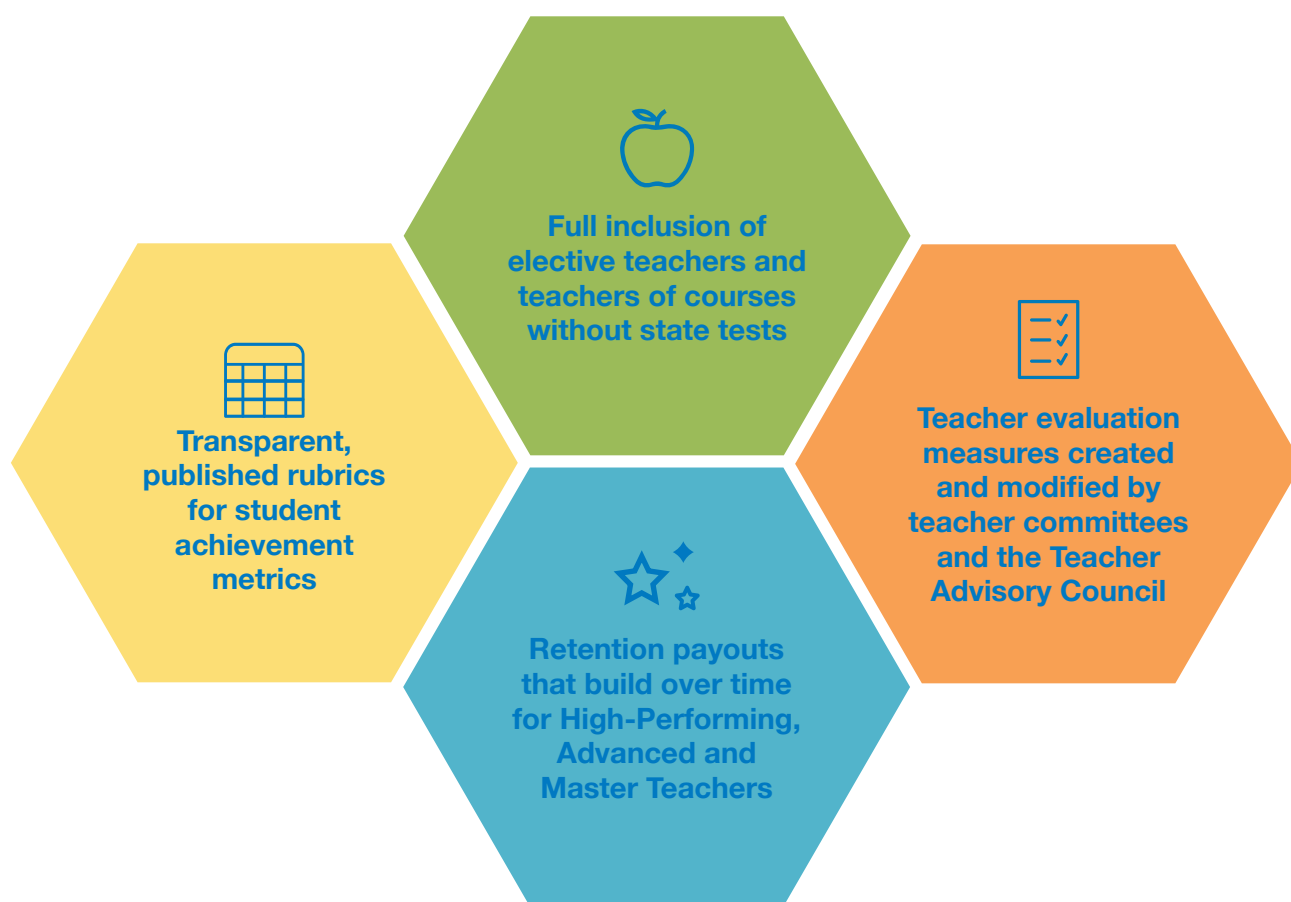 Full inclusion of
elective teachers and
teachers of courses
without state tests
Transparent,
published rubrics
for student
achievement
metrics
Teacher evaluation
measures created
and modified by
teacher committees
and the Teacher
Advisory Council
Retention payouts
that build over time
for High-Performing,
Advanced and
Master Teachers